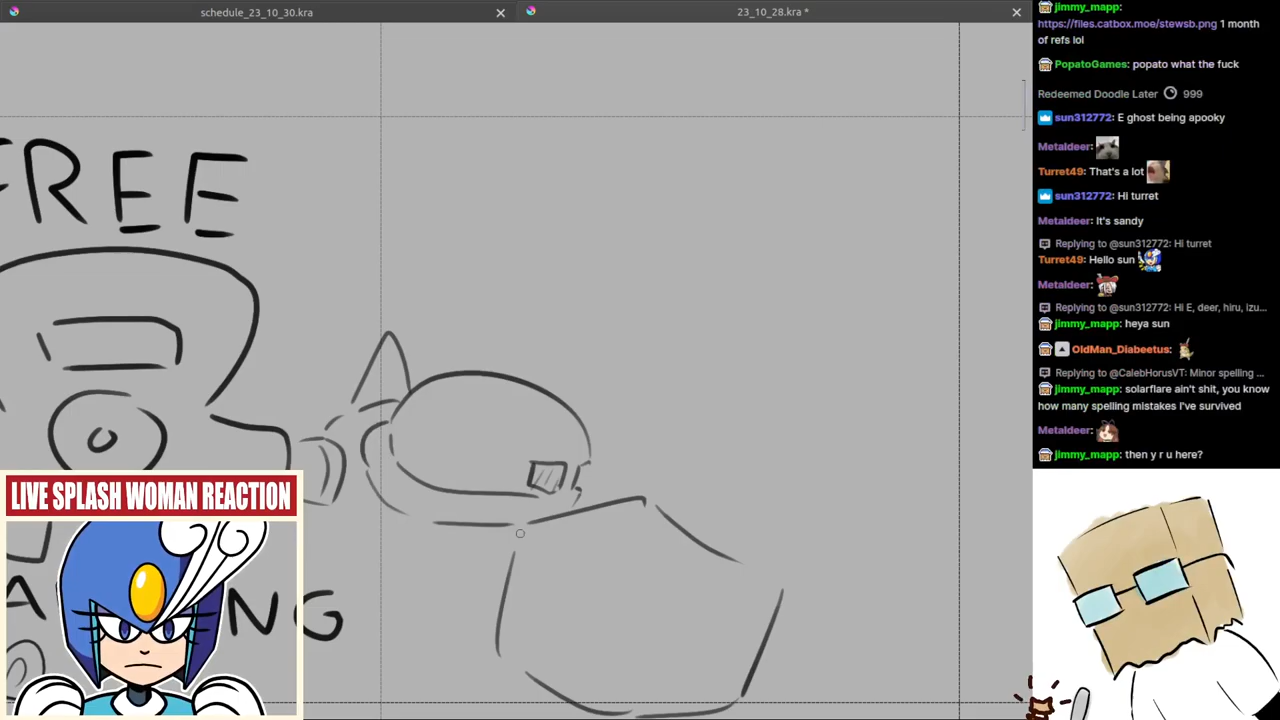 schedule_23_10_30.kra
23_10_28.kra *
FREE
NG
LIVE SPLASH WOMAN REACTION
jimmy_mapp:
https://files.catbox.moe/stewsb.png 1 month
of refs lol
PopatoGames: popato what the fuck
Redeemed Doodle Later 999
sun312772: E ghost being apooky
Metaldeer:
Turret49: That's a lot
sun312772: Hi turret
Metaldeer: It's sandy
Replying to @sun312772: Hi turret
Turret49: Hello sun
Metaldeer:
Replying to @sun312772: Hi E, deer, hiru, izu...
jimmy_mapp: heya sun
OldMan_Diabeetus:
Replying to @CalebHorusVT: Minor spelling ...
jimmy_mapp: solarflare ain't shit, you know
how many spelling mistakes I've survived
Metaldeer:
jimmy_mapp: then y r u here?